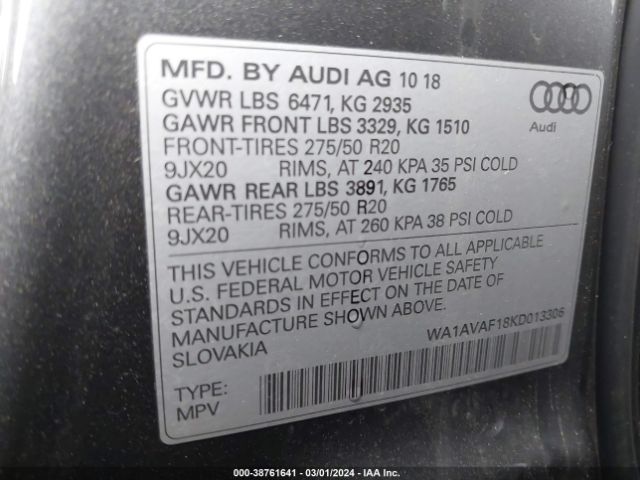 MFD. BY AUDI AG 10 18
GVWR LBS 6471, KG 2935
GAWR FRONT LBS 3329, KG 1510
FRONT-TIRES 275/50 R20
9JX20 RIMS, AT 240 KPA 35 PSI COLD
GAWR REAR LBS 3891, KG 1765
REAR-TIRES 275/50 R20
9JX20 RIMS, AT 260 KPA 38 PSI COLD
Audi
THIS VEHICLE CONFORMS TO ALL APPLICABLE
U.S. FEDERAL MOTOR VEHICLE SAFETY
STANDARDS IN EFFECT ON THE DATE OF
MANUFACTURE SHOWN ABOVE.
SLOVAKIA
WA1AVAF18KD013306
TYPE:
MPV
000-38761641 - 03/01/2024 - IAA Inc.